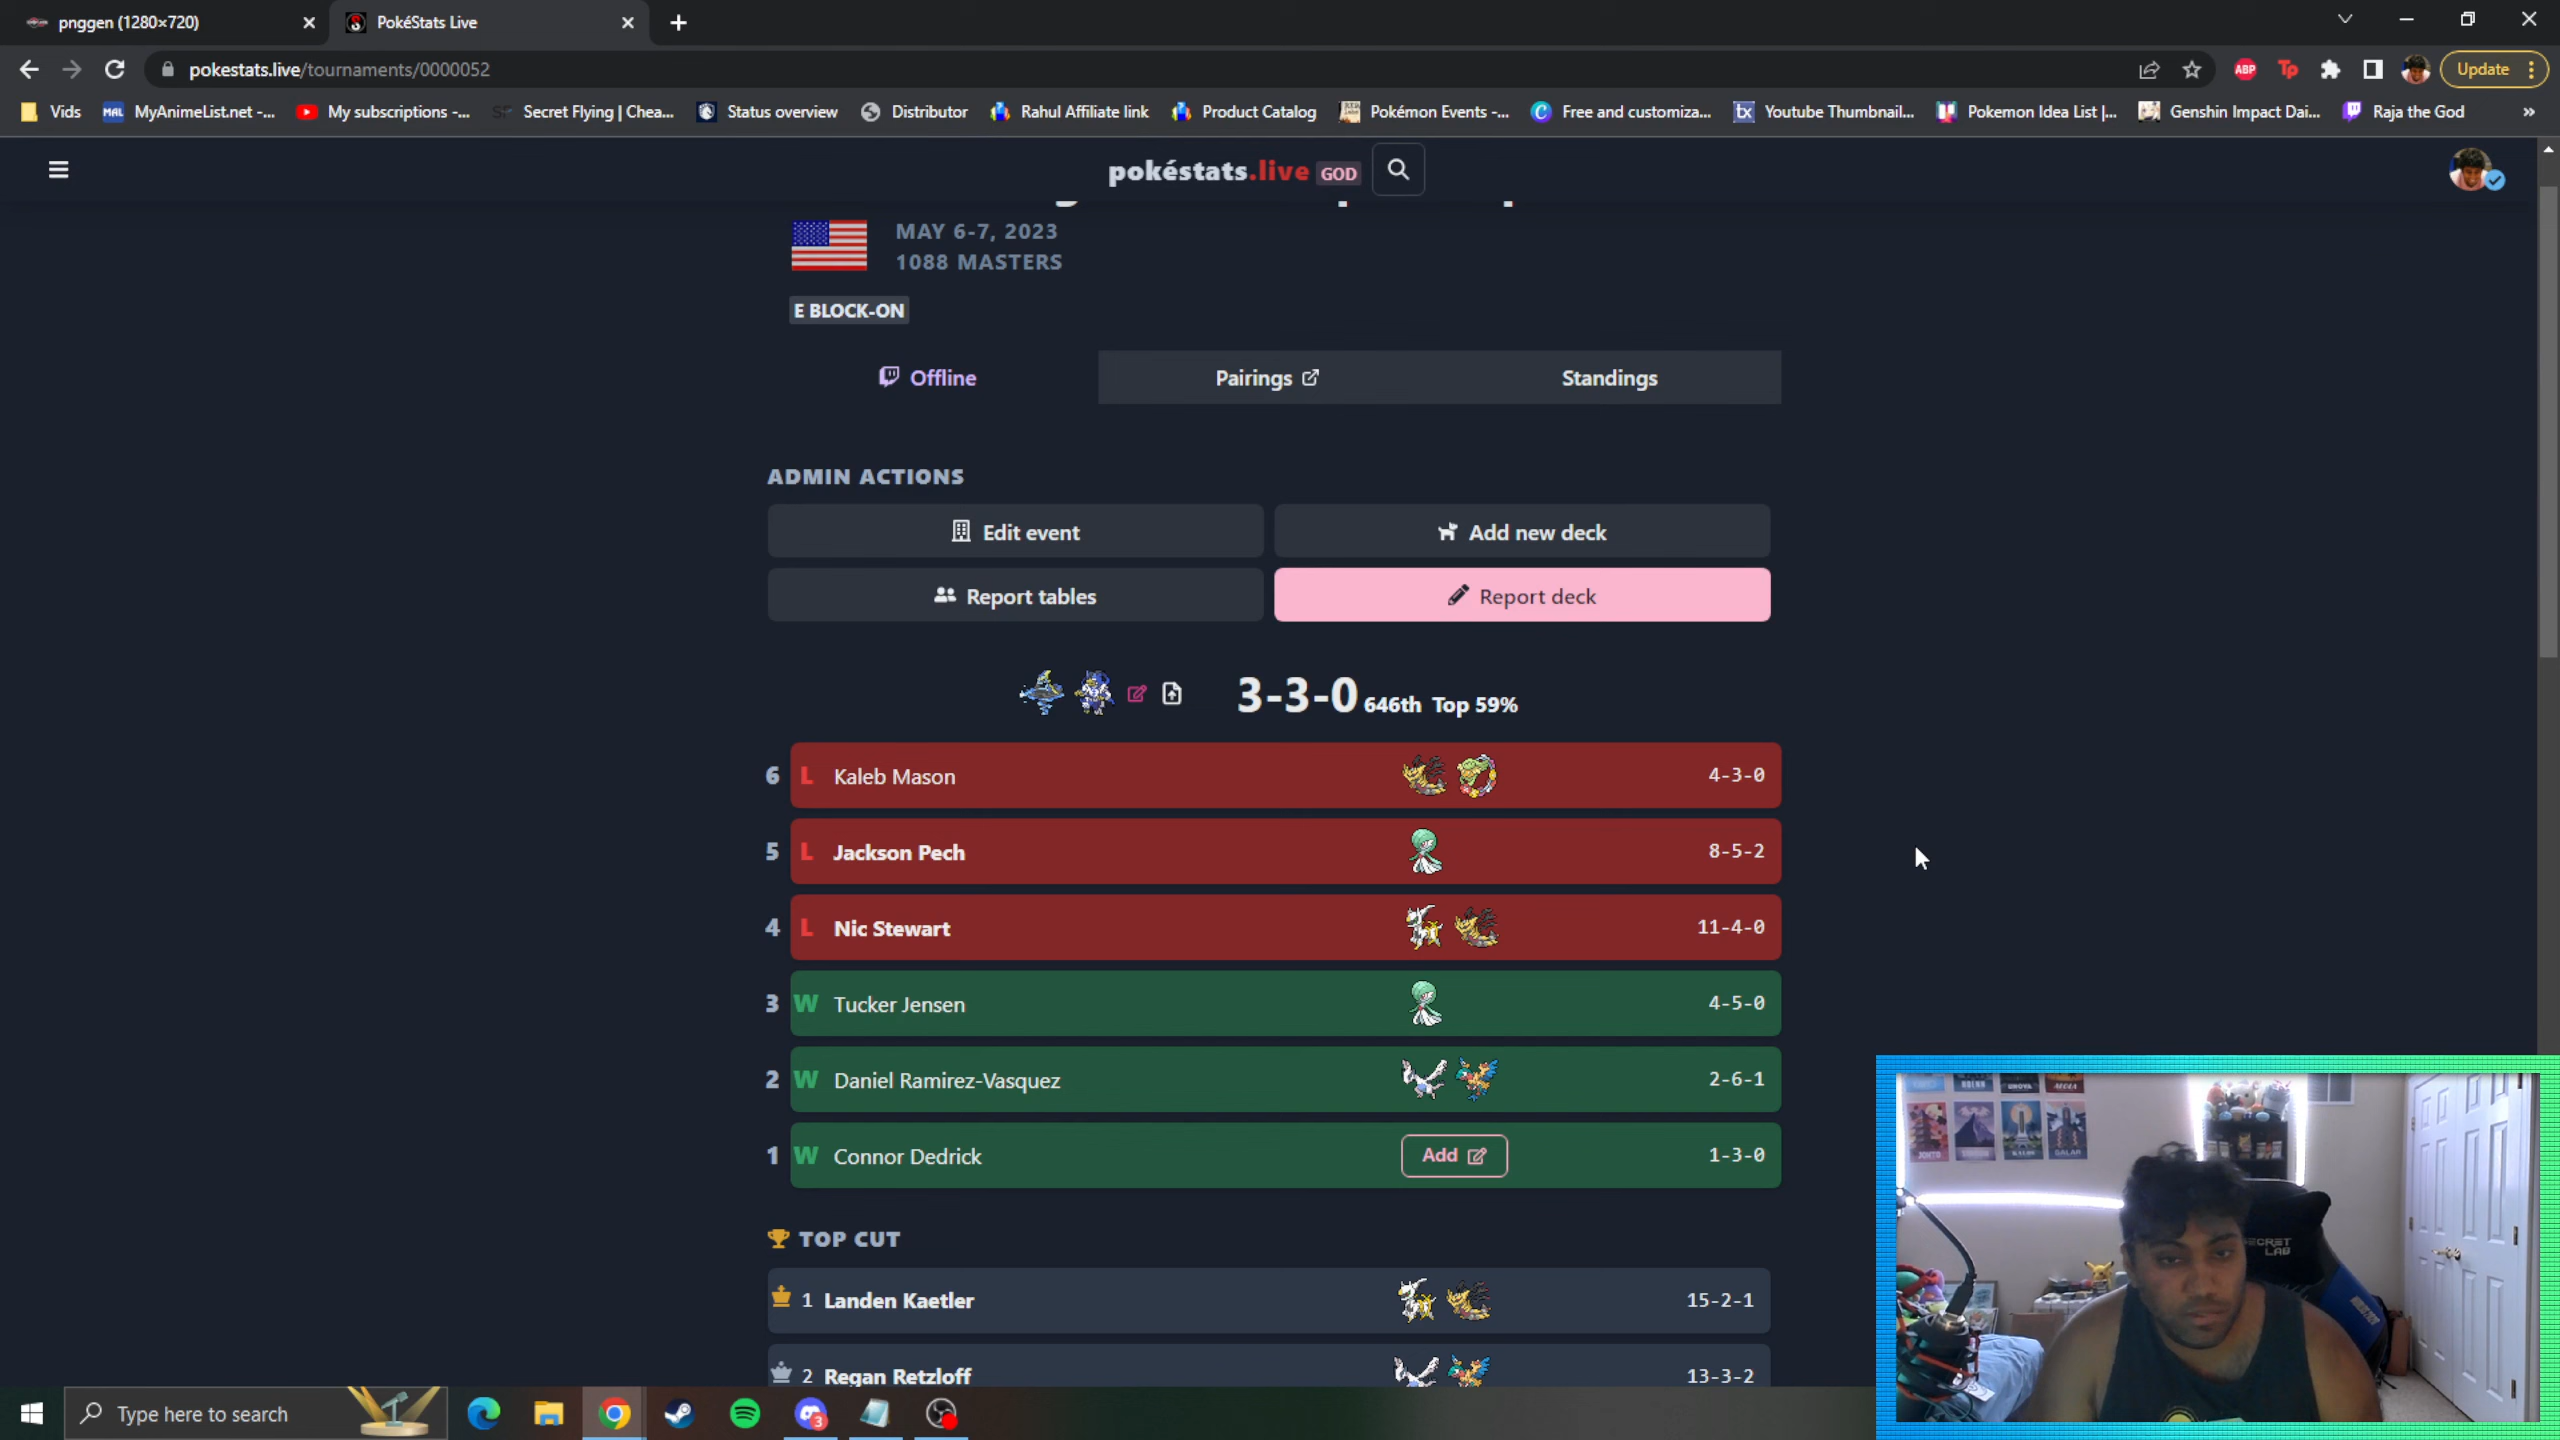 pnggen (1280×720)
PokéStats Live
pokestats.live/tournaments/0000052
Update
Vids
MyAnimeList.net -...
My subscriptions -...
Secret Flying | Chea...
Status overview
Distributor
Rahul Affiliate link
Product Catalog
Pokémon Events -...
Free and customiza...
Youtube Thumbnail...
Pokemon Idea List |...
Genshin Impact Dai...
Raja the God
pokéstats.live GOD
MAY 6-7, 2023
1088 MASTERS
E BLOCK-ON
Offline
Pairings
Standings
ADMIN ACTIONS
Edit event
Add new deck
Report tables
Report deck
3-3-0 646th Top 59%
6 L Kaleb Mason 4-3-0
5 L Jackson Pech 8-5-2
4 L Nic Stewart 11-4-0
3 W Tucker Jensen 4-5-0
2 W Daniel Ramirez-Vasquez 2-6-1
1 W Connor Dedrick Add 1-3-0
TOP CUT
1 Landen Kaetler 15-2-1
2 Regan Retzloff 13-3-2
Type here to search
3